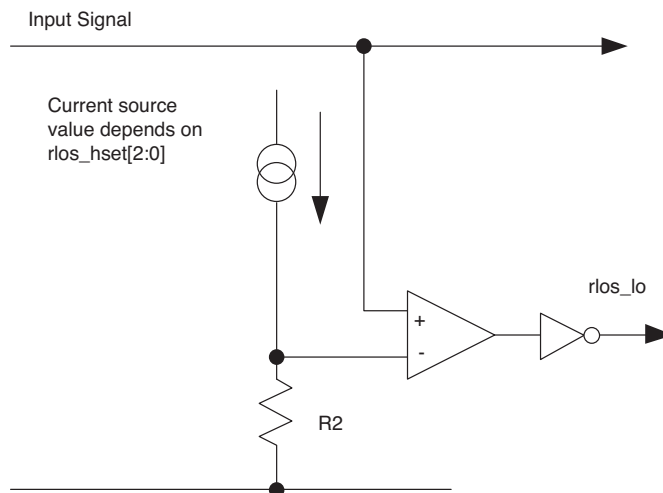 Input Signal
Current source
value depends on
rlos_hset[2:0]
rlos_lo
+
-
R2